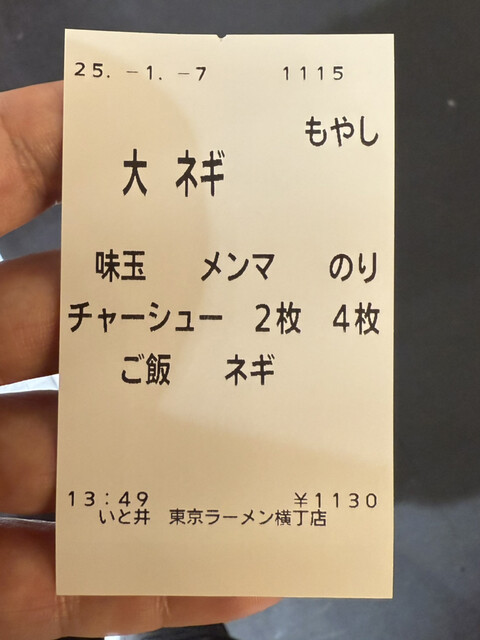 25. -1. -7 1115
もやし
大 ネギ
味玉 メンマ のり
チャーシュー 2枚 4枚
ご飯 ネギ
13:49 ¥1130
いと井 東京ラーメン横丁店